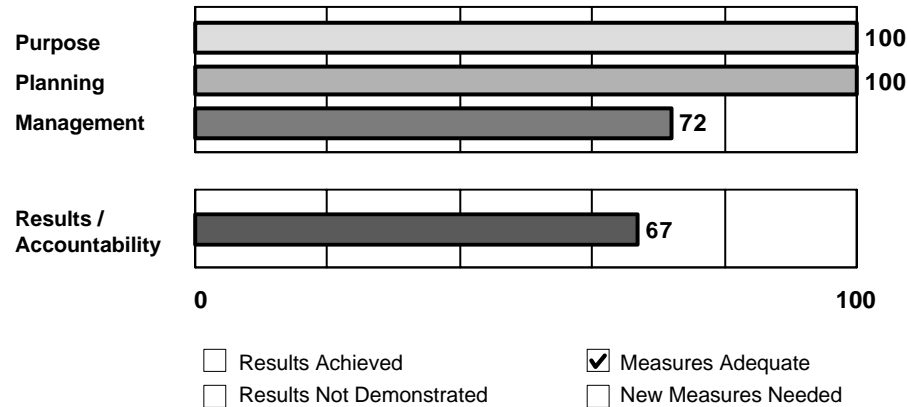 Purpose 100
Planning 100
Management 72
Results / 
Accountability 67
0 100
Results Achieved Measures Adequate
Results Not Demonstrated New Measures Needed